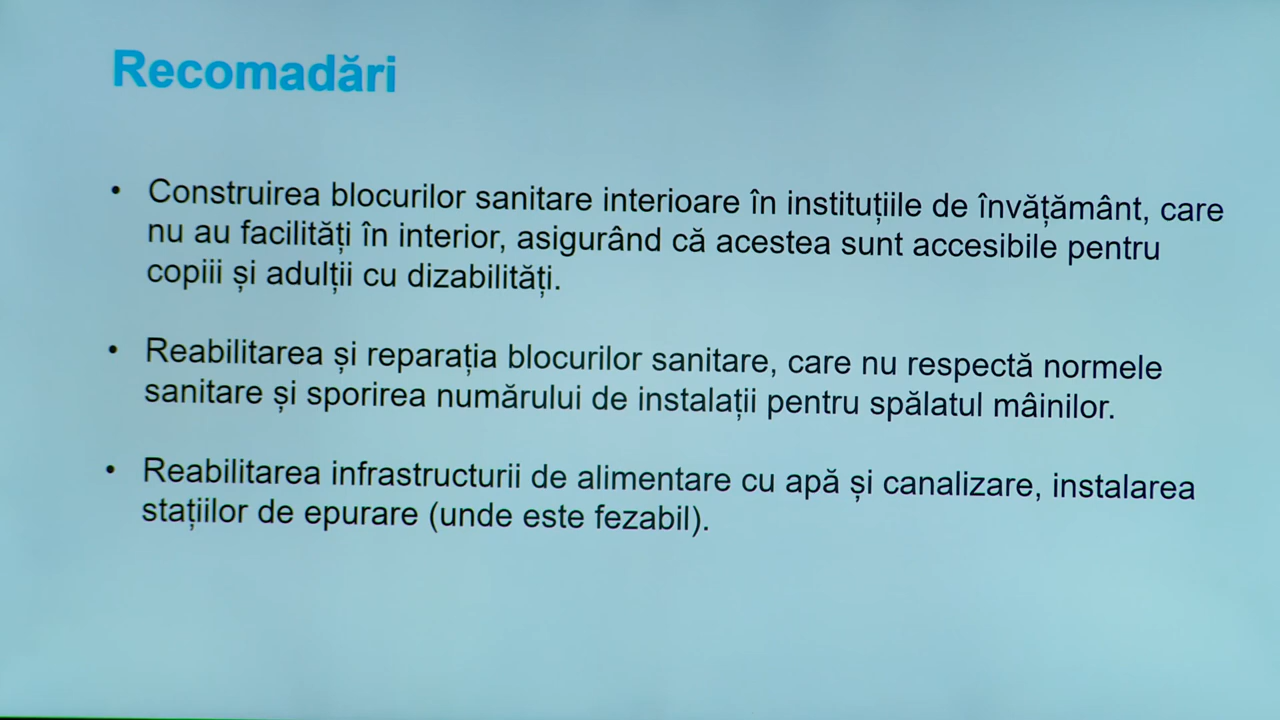 Recomadări
• Construirea blocurilor sanitare interioare în instituțiile de învățământ, care
nu au facilități în interior, asigurând că acestea sunt accesibile pentru
copiii și adulții cu dizabilități.
• Reabilitarea și reparația blocurilor sanitare, care nu respectă normele
sanitare și sporirea numărului de instalații pentru spălatul mâinilor.
• Reabilitarea infrastructurii de alimentare cu apă și canalizare, instalarea
stațiilor de epurare (unde este fezabil).